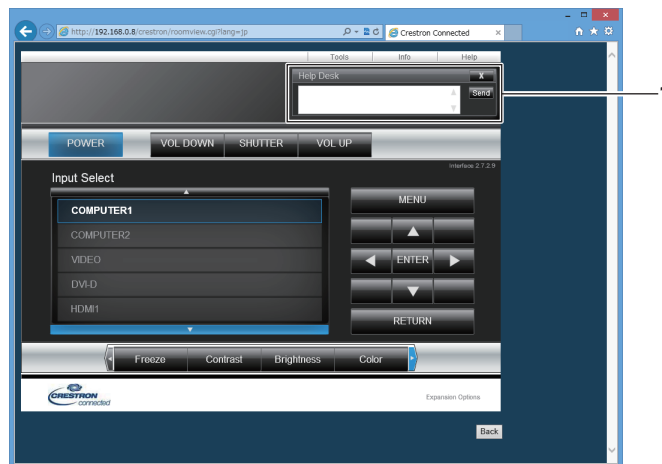 http://192.168.0.8/crestron/roomview.cgi?lang=jp
Crestron Connected
Tools Info Help
Help Desk X
Send
POWER VOL DOWN SHUTTER VOL UP
Interface 2.7.2.9
Input Select
COMPUTER1
COMPUTER2
VIDEO
DVI-D
HDMI1
MENU
ENTER
RETURN
Freeze Contrast Brightness Color
CRESTRON
connected
Expansion Options
Back